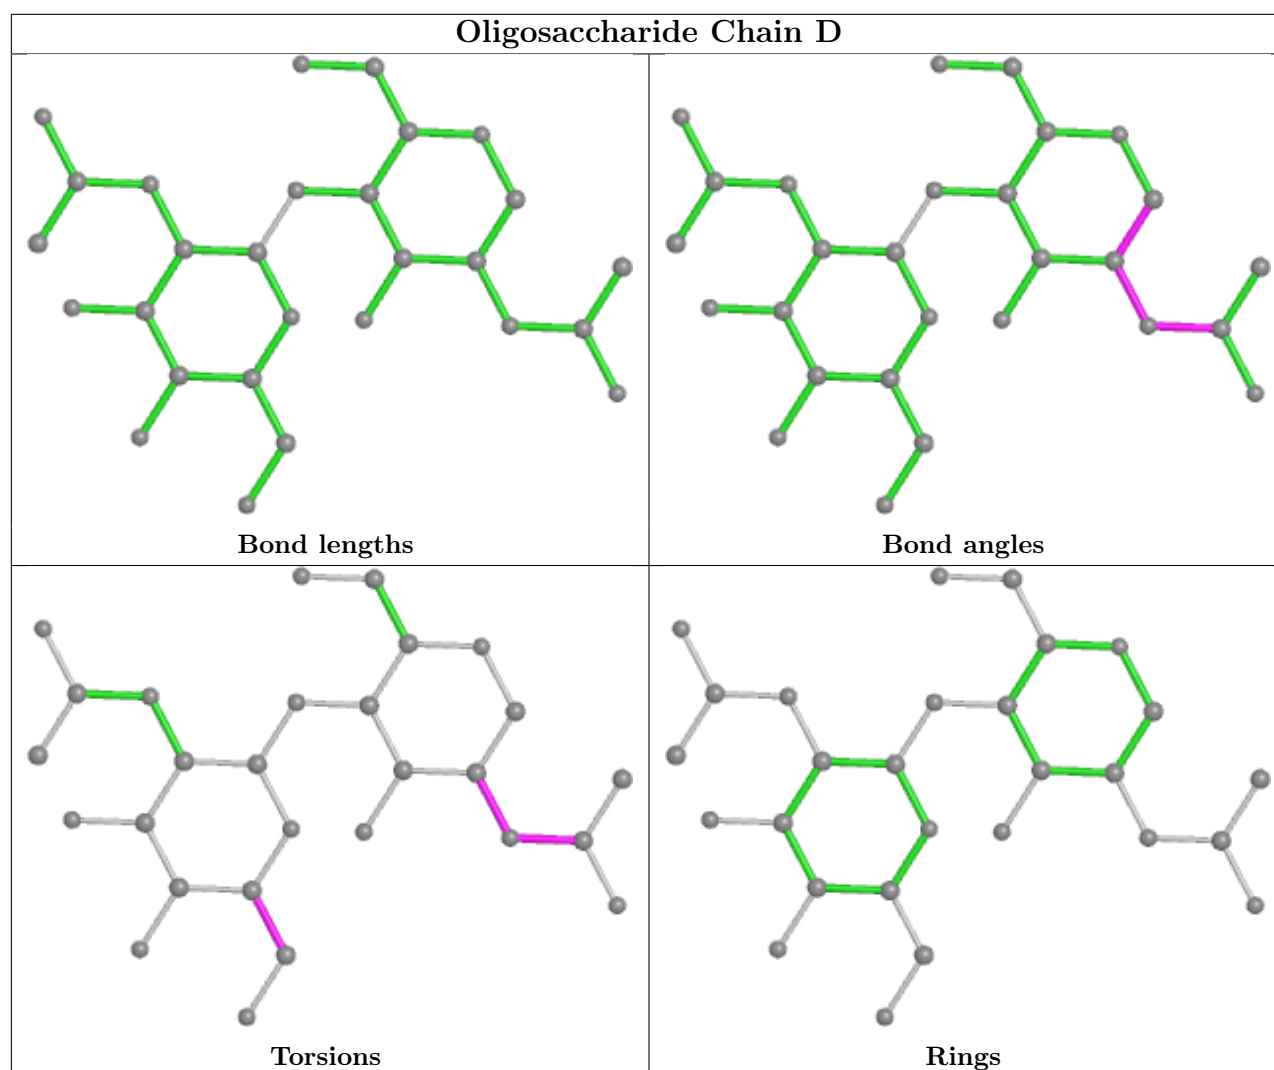 Oligosaccharide Chain D
Bond lengths
Bond angles
Torsions
Rings